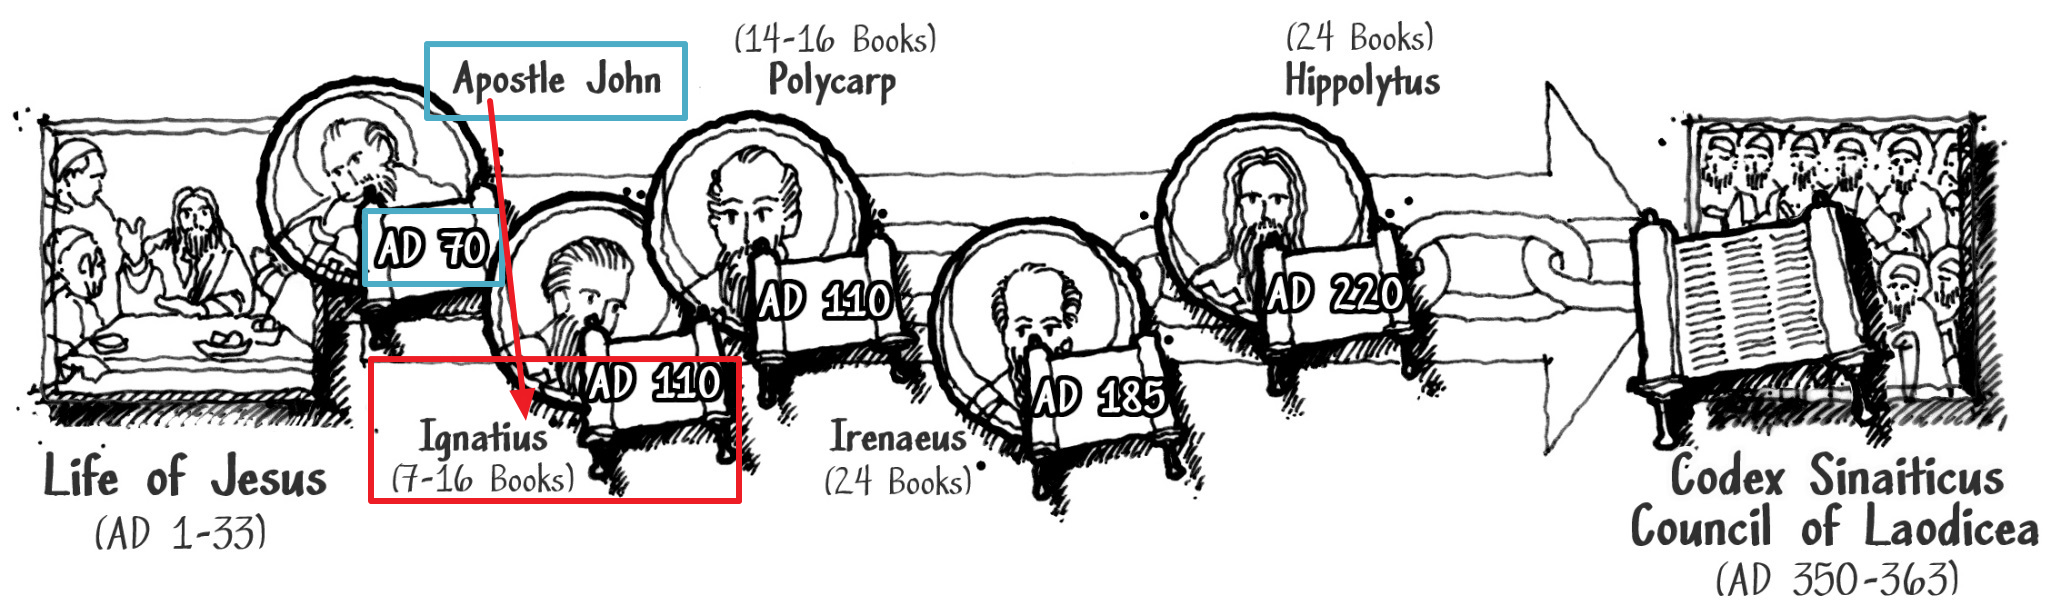 Apostle John
AD 70
(14-16 Books)
Polycarp
AD 110
(24 Books)
Hippolytus
AD 220
Life of Jesus
(AD 1-33)
AD 110
Ignatius
(7-16 Books)
AD 185
Irenaeus
(24 Books)
Codex Sinaiticus
Council of Laodicea
(AD 350-363)